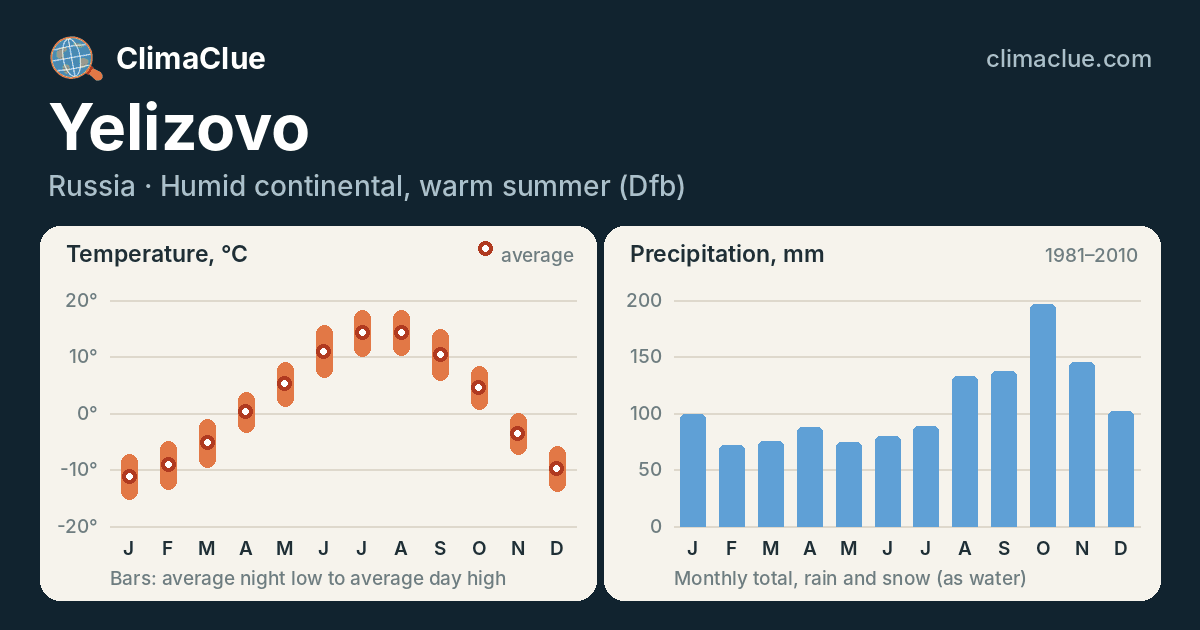 ClimaClue
climaclue.com
Yelizovo
Russia · Humid continental, warm summer (Dfb)
Temperature, °C
average
20°
10°
0°
-10°
-20°
J F M A M J J A S O N D
Bars: average night low to average day high
Precipitation, mm
1981–2010
200
150
100
50
0
J F M A M J J A S O N D
Monthly total, rain and snow (as water)